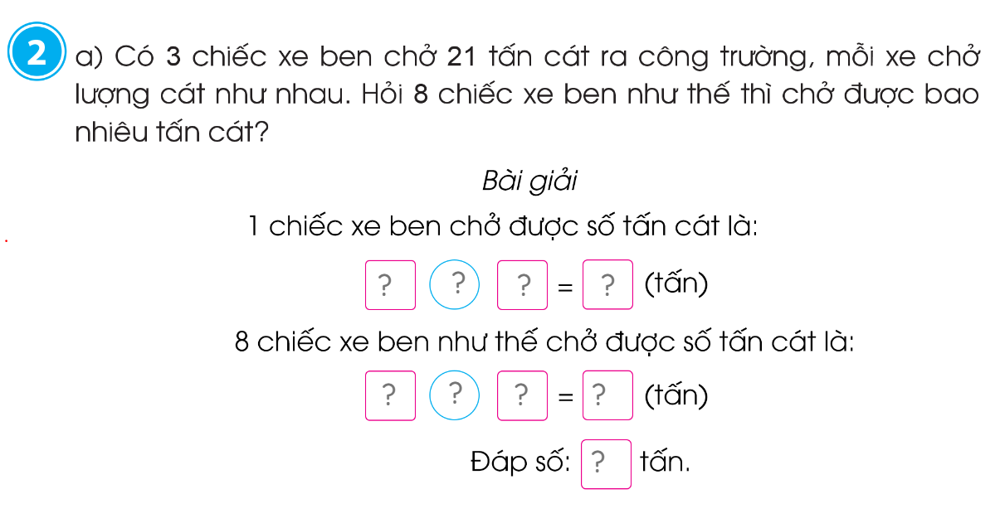 2
a) Có 3 chiếc xe ben chở 21 tấn cát ra công trường, mỗi xe chở
lượng cát như nhau. Hỏi 8 chiếc xe ben như thế thì chở được bao
nhiêu tấn cát?
Bài giải
1 chiếc xe ben chở được số tấn cát là:
? ? ? = ? (tấn)
8 chiếc xe ben như thế chở được số tấn cát là:
? ? ? = ? (tấn)
Đáp số: ? tấn.